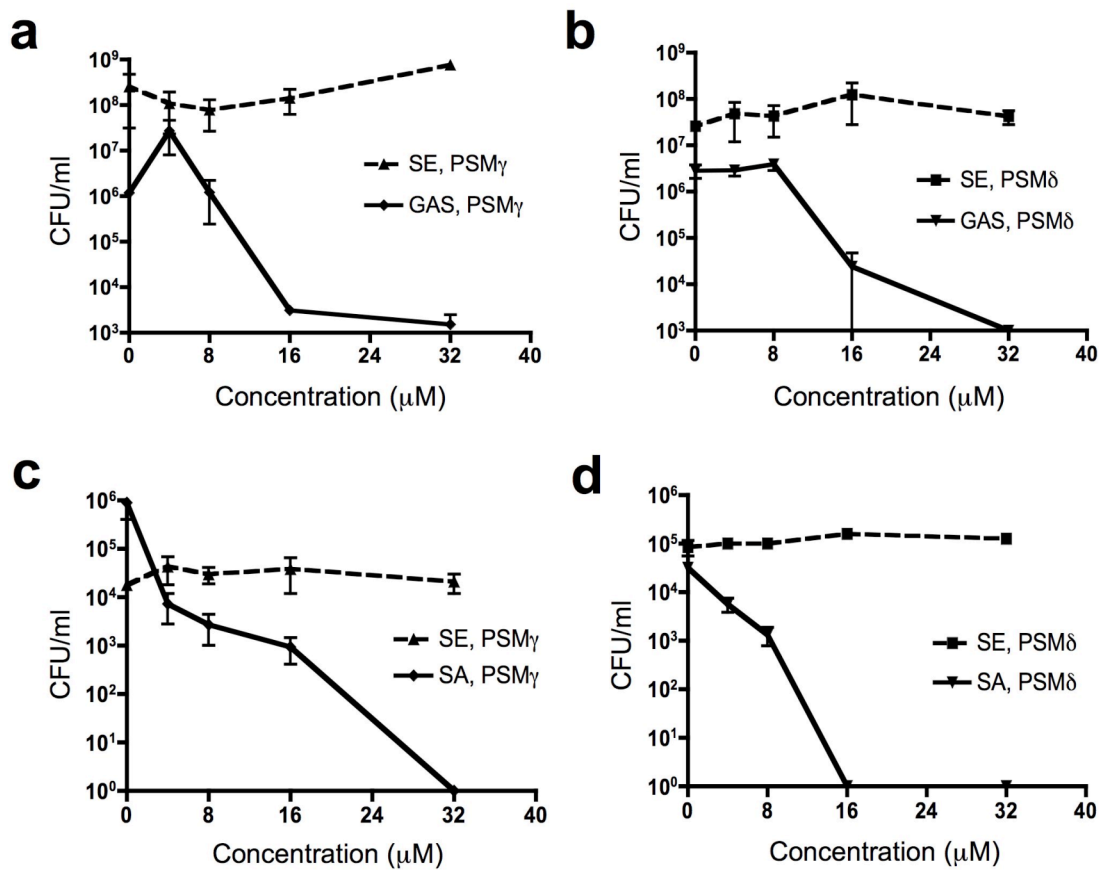 a
CFU/ml
10⁹
10⁸
10⁷
10⁶
10⁵
10⁴
10³
SE, PSMγ
GAS, PSMγ
0 8 16 24 32 40
Concentration (μM)
b
CFU/ml
10⁹
10⁸
10⁷
10⁶
10⁵
10⁴
10³
SE, PSMδ
GAS, PSMδ
0 8 16 24 32 40
Concentration (μM)
c
CFU/ml
10⁶
10⁵
10⁴
10³
10²
10¹
10⁰
SE, PSMγ
SA, PSMγ
0 8 16 24 32 40
Concentration (μM)
d
CFU/ml
10⁶
10⁵
10⁴
10³
10²
10¹
10⁰
SE, PSMδ
SA, PSMδ
0 8 16 24 32 40
Concentration (μM)